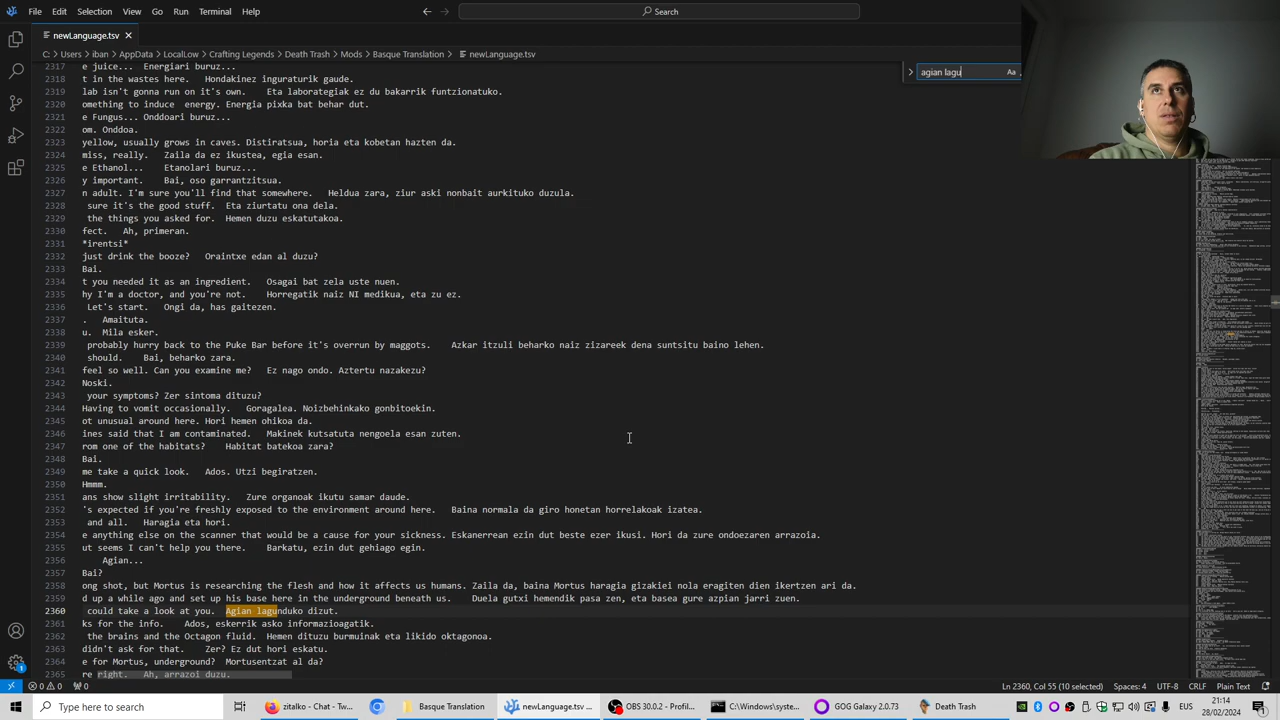 File Edit Selection View Go Run Terminal Help
Search
newLanguage.tsv
C: > Users > iban > AppData > LocalLow > Crafting Legends > Death Trash > Mods > Basque Translation > newLanguage.tsv
agian lagu Aa
2317 e juice... Energiari buruz...
2318 t in the wastes here. Hondakinez inguraturik gaude.
2319 lab isn't gonna run on it's own. Eta laborategiak ez du bakarrik funtzionatuko.
2320 omething to induce energy. Energia pixka bat behar dut.
2321 e Fungus... Onddoari buruz...
2322 om. Onddoa.
2323 yellow, usually grows in caves. Distiratsua, horia eta kobetan hazten da.
2324 miss, really. Zaila da ez ikustea, egia esan.
2325 e Ethanol... Etanolari buruz...
2326 y important. Bai, oso garrantzitsua.
2327 n adult. I'm sure you'll find that somewhere. Heldua zara, ziur aski nonbait aurkituko duzula.
2328 sure it's the good stuff. Eta ziurtatu ona dela.
2329 the things you asked for. Hemen duzu eskatutakoa.
2330 fect. Ah, primeran.
2331 *irentsi*
2332 just drink the booze? Oraintxe edan al duzu?
2333 Bai.
2334 t you needed it as an ingredient. Osagai bat zela uste nuen.
2335 hy I'm a doctor, and you're not. Horregatik naiz NI medikua, eta zu ez.
2336 Let's start. Ongi da, has gaitezen.
2337 . Amaituta.
2338 u. Mila esker.
2339 probably hurry back to the Puke Bar before it's overrun by maggots. Azkar itzuli beharko naiz zizareek dena suntsitu baino lehen.
2340 should. Bai, beharko zara.
2341 feel so well. Can you examine me? Ez nago ondo. Aztertu nazakezu?
2342 Noski.
2343 your symptoms? Zer sintoma dituzu?
2344 Having to vomit occasionally. Goragalea. Noizbehinkako gonbitoekin.
2345 ot unusual around here. Hori hemen ohikoa da.
2346 ines said that I am contaminated. Makinek kutsatuta nengoela esan zuten.
2347 rom one of the habitats? Habitat batekoa zara?
2348 Bai.
2349 me take a quick look. Ados. Utzi begiratzen.
2350 Hmmm.
2351 ans show slight irritability. Zure organoak ikutu samar daude.
2352 's expected if you're freshly exposed to the environment out here. Baina normala da kanpo honetan egonda denborarik izatera.
2353 and all. Haragia eta hori.
2354 e anything else on the scanner that would be a cause for your sickness. Eskanerrean ezin dut beste ezer ikusi. Hori da zure ondoezaren arrazoia.
2355 ut seems I can't help you there. Barkatu, ezin dut gehiago egin.
2356 Agian...
2357 Bai?
2358 ong shot, but Mortus is researching the flesh and how it affects us humans. Zaila da, baina Mortus haragia gizakiei nola eragiten dien ikertzen ari da.
2359 d up a while ago and set up his base here in the underground beneath us. Duela gutxi hemendik pasa zen, eta basea gure azpian jarri zuen.
2360 e could take a look at you. Agian lagunduko dizut.
2361 ks for the info. Ados, eskerrik asko informazioagatik.
2362 the brains and the Octagon fluid. Hemen dituzu burmuinak eta likido oktagonoa.
2363 didn't ask for that. Zer? Ez dut hori eskatu.
2364 e for Mortus, underground? Mortusentzat al da?
2365 re right. Ah, arrazoi duzu.
0 0 0 Ln 2360, Col 55 (10 selected) Spaces: 4 UTF-8 CRLF Plain Text
Type here to search
zitalko - Chat - Tw...
Basque Translation
newLanguage.tsv ...
OBS 30.0.2 - Profil...
C:\Windows\syste...
GOG Galaxy 2.0.73
Death Trash
EUS
21:14
28/02/2024